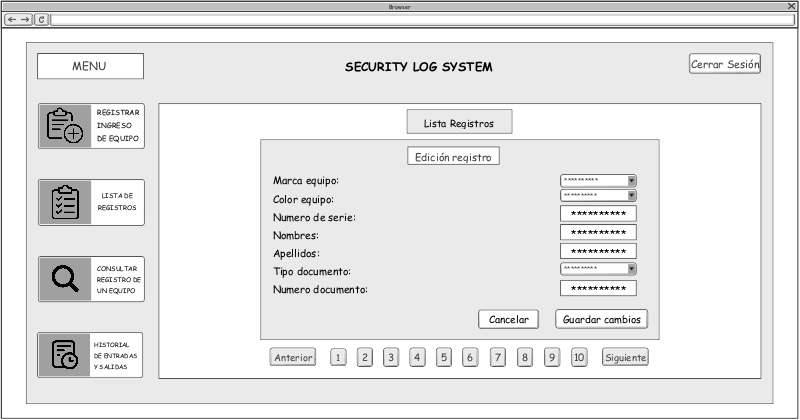 Browser
MENU
SECURITY LOG SYSTEM
Cerrar Sesión
REGISTRAR
INGRESO
DE EQUIPO
LISTA DE
REGISTROS
CONSULTAR
REGISTRO DE
UN EQUIPO
HISTORIAL
DE ENTRADAS
Y SALIDAS
Lista Registros
Edición registro
Marca equipo: *********
Color equipo: *********
Numero de serie: **********
Nombres: **********
Apellidos: **********
Tipo documento: *********
Numero documento: **********
Cancelar Guardar cambios
Anterior 1 2 3 4 5 6 7 8 9 10 Siguiente